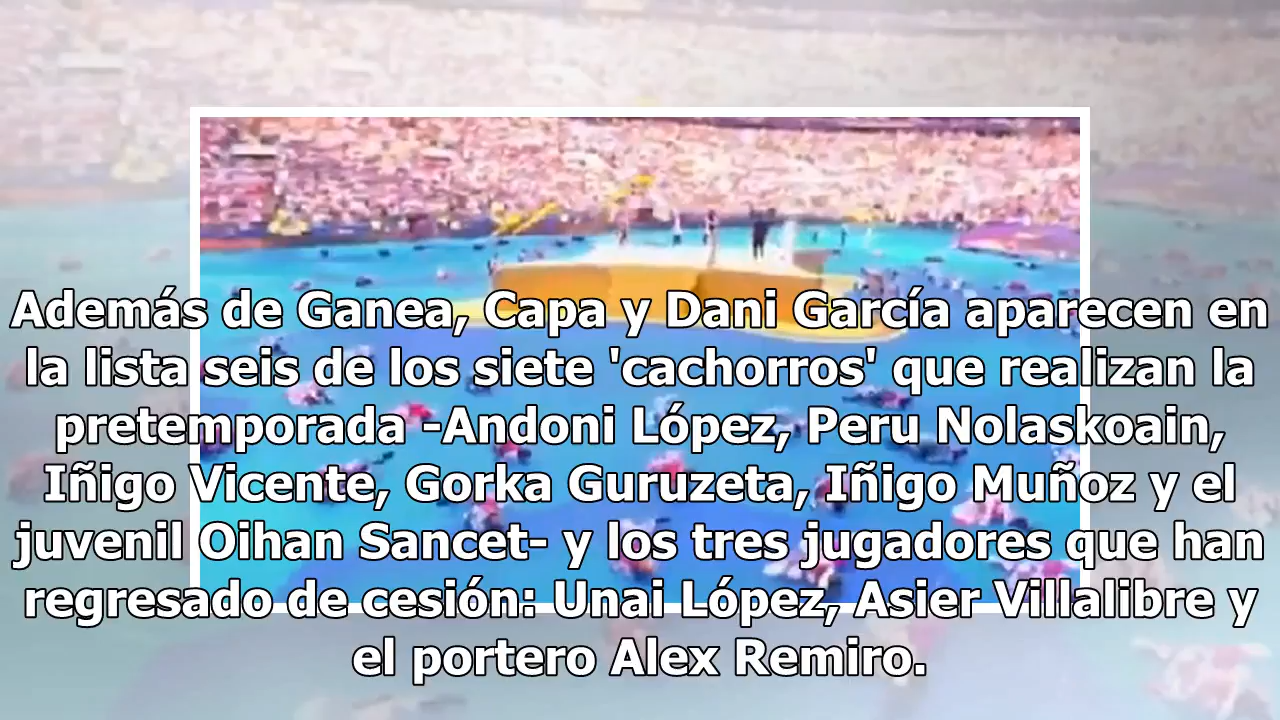 Además de Ganea, Capa y Dani García aparecen en
la lista seis de los siete 'cachorros' que realizan la
pretemporada -Andoni López, Peru Nolaskoain,
Iñigo Vicente, Gorka Guruzeta, Iñigo Muñoz y el
juvenil Oihan Sancet- y los tres jugadores que han
regresado de cesión: Unai López, Asier Villalibre y
el portero Alex Remiro.